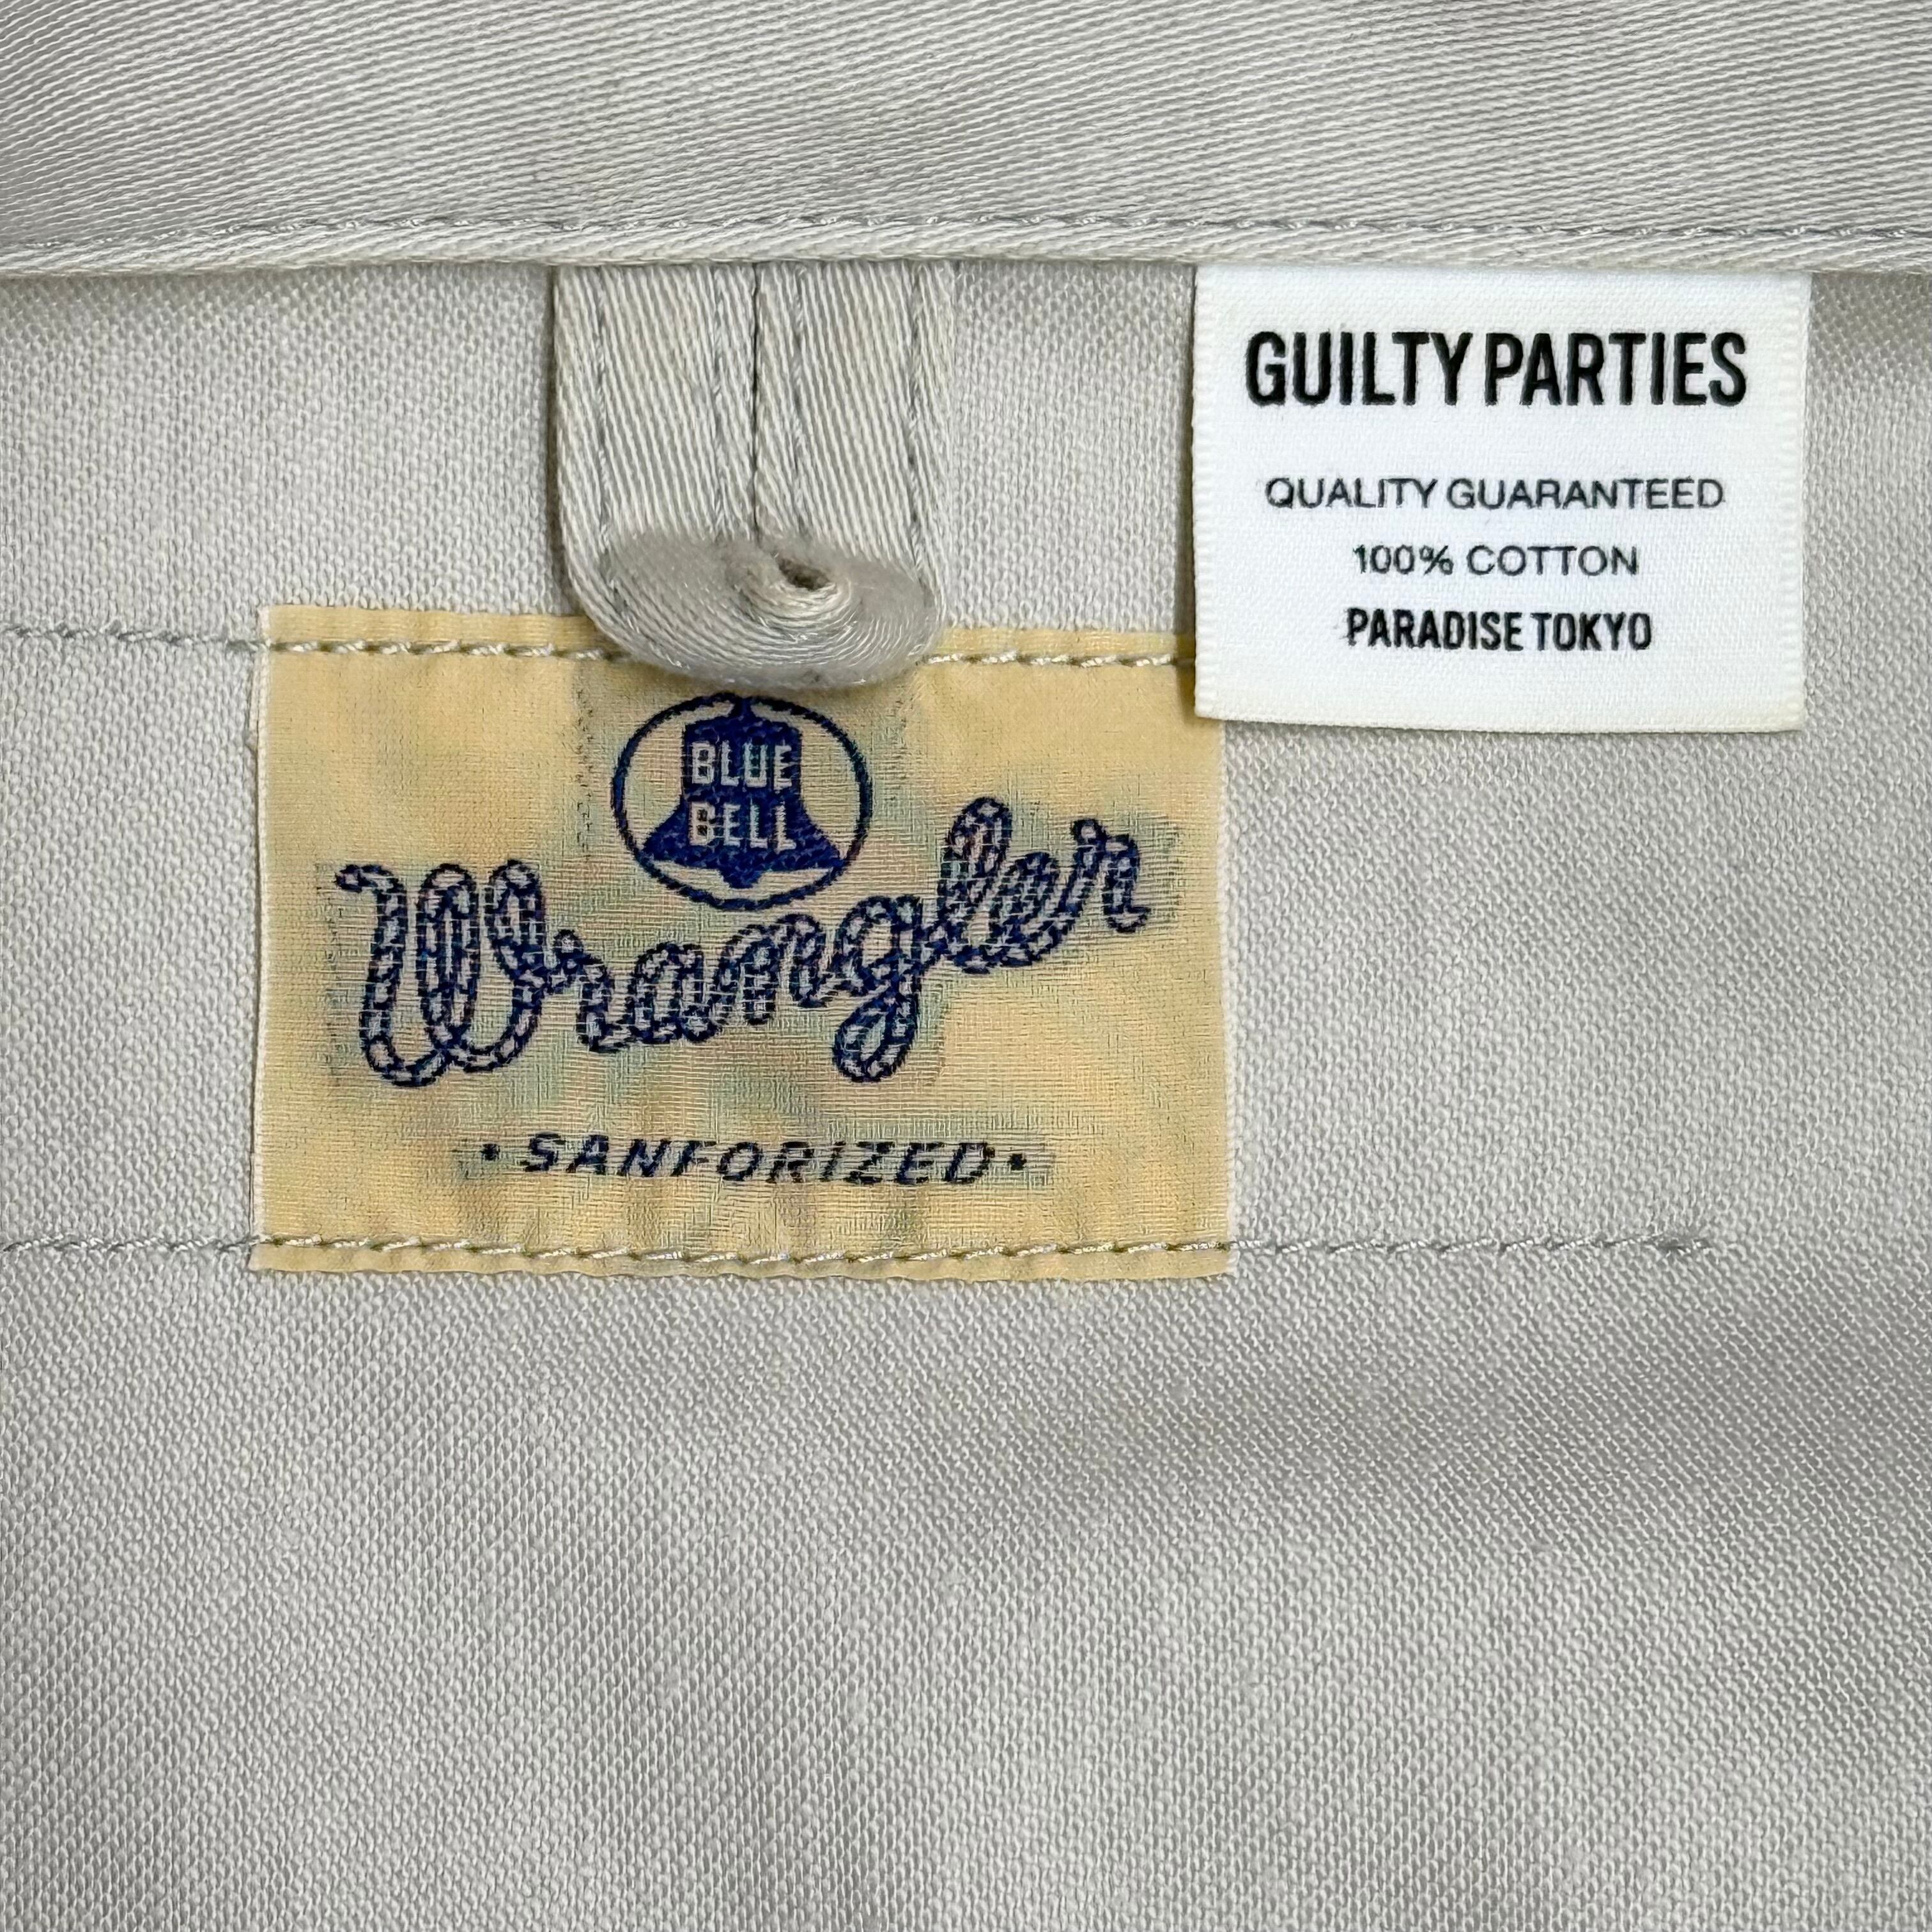 GUILTY PARTIES
QUALITY GUARANTEED
100% COTTON
PARADISE TOKYO
BLUE
BELL
Wrangler
• SANFORIZED •